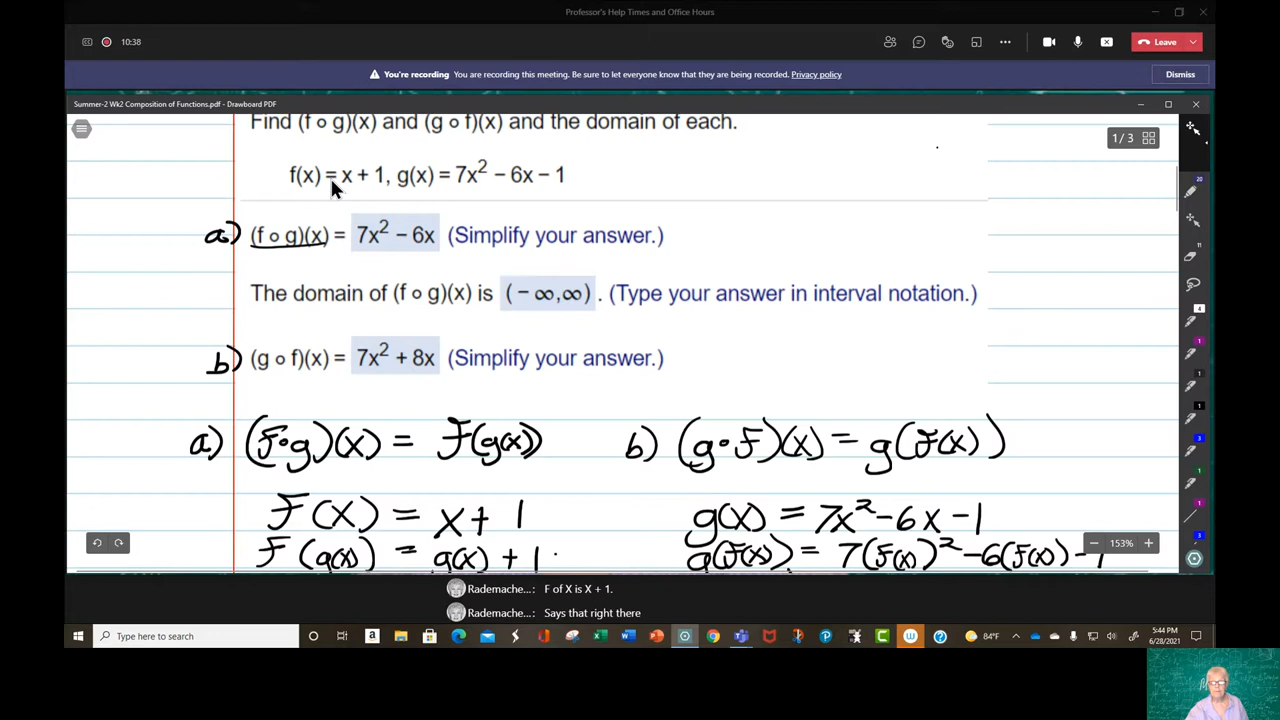 Professor's Help Times and Office Hours
10:38
Leave
You're recording You are recording this meeting. Be sure to let everyone know that they are being recorded. Privacy policy
Dismiss
Summer-2 Wk2 Composition of Functions.pdf - Drawboard PDF
Find (f ∘ g)(x) and (g ∘ f)(x) and the domain of each.
1/3
f(x) = x + 1, g(x) = 7x² − 6x − 1
a) (f ∘ g)(x) = 7x² − 6x (Simplify your answer.)
The domain of (f ∘ g)(x) is (−∞,∞). (Type your answer in interval notation.)
b) (g ∘ f)(x) = 7x² + 8x (Simplify your answer.)
a) (F∘g)(x) = F(g(x)) b) (g∘F)(x) = g(F(x))
F(x) = x + 1 g(x) = 7x² − 6x − 1
F(g(x) = g(x) + 1 g(F(x)) = 7(F(x))² − 6(F(x)) − 1
153%
Rademache...: F of X is X + 1.
Rademache...: Says that right there
Type here to search
84°F
5:44 PM
6/28/2021